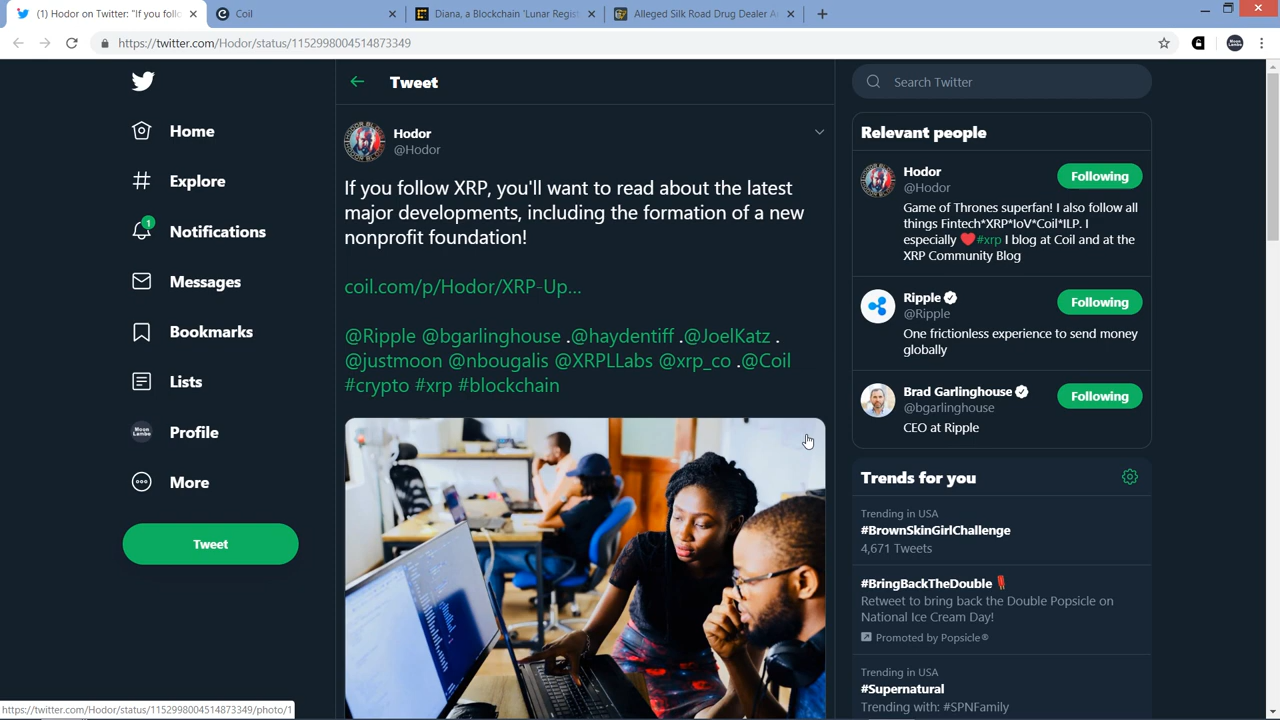 (1) Hodor on Twitter: "If you follo
Coil
Diana, a Blockchain 'Lunar Regist
Alleged Silk Road Drug Dealer A
https://twitter.com/Hodor/status/1152998004514873349
Moon Lambo
Home
Explore
1
Notifications
Messages
Bookmarks
Lists
Moon Lambo
Profile
More
Tweet
Tweet
Hodor
@Hodor
If you follow XRP, you'll want to read about the latest
major developments, including the formation of a new
nonprofit foundation!
coil.com/p/Hodor/XRP-Up...
@Ripple @bgarlinghouse .@haydentiff .@JoelKatz .
@justmoon @nbougalis @XRPLLabs @xrp_co .@Coil
#crypto #xrp #blockchain
Search Twitter
Relevant people
Hodor
@Hodor
Following
Game of Thrones superfan! I also follow all
things Fintech*XRP*IoV*Coil*ILP. I
especially ❤️#xrp I blog at Coil and at the
XRP Community Blog
Ripple
@Ripple
Following
One frictionless experience to send money
globally
Brad Garlinghouse
@bgarlinghouse
Following
CEO at Ripple
Trends for you
Trending in USA
#BrownSkinGirlChallenge
4,671 Tweets
#BringBackTheDouble
Retweet to bring back the Double Popsicle on
National Ice Cream Day!
Promoted by Popsicle®
Trending in USA
#Supernatural
Trending with: #SPNFamily
https://twitter.com/Hodor/status/1152998004514873349/photo/1